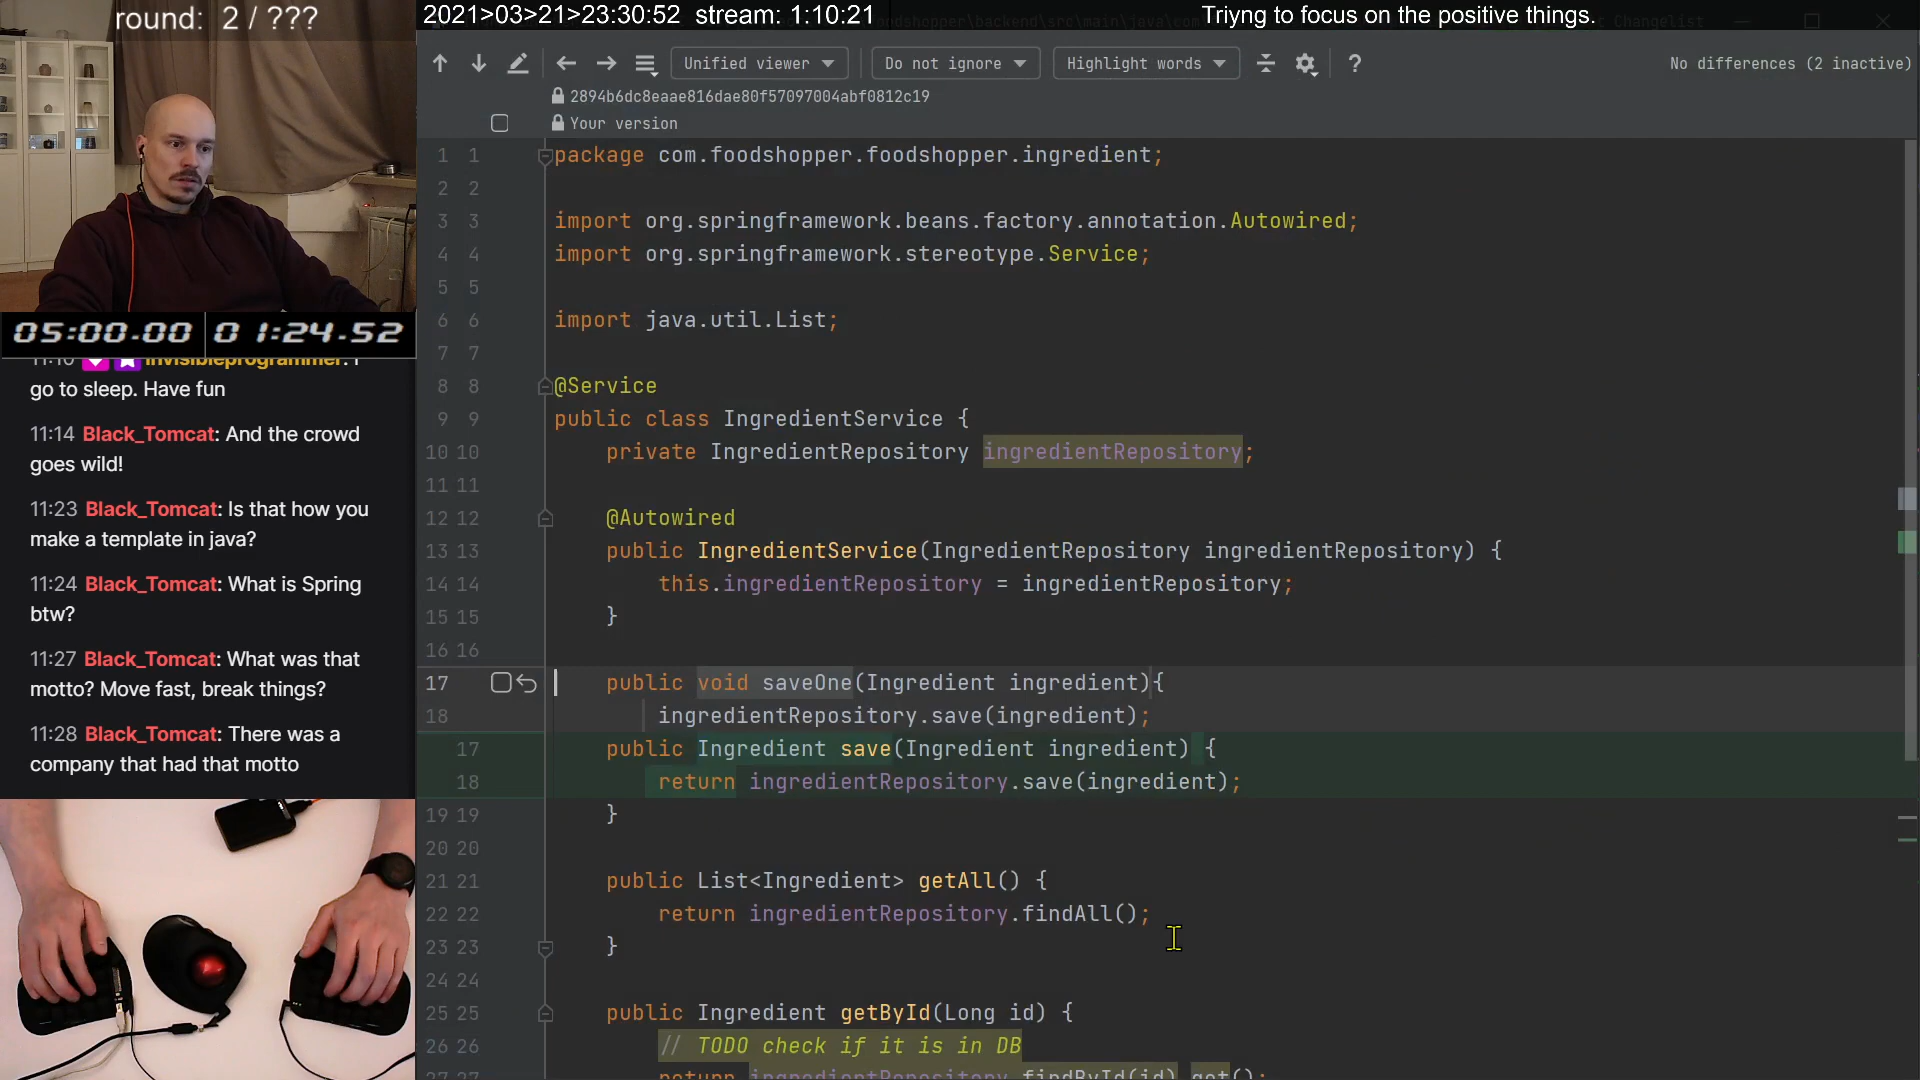 round: 2 / ???
2021>03>21>23:30:52 stream: 1:10:21
Triyng to focus on the positive things.
Unified viewer
Do not ignore
Highlight words
?
No differences (2 inactive)
2894b6dc8eaae816dae80f57097004abf0812c19
Your version
05:00.00 0 1:24.52
go to sleep. Have fun
11:14 Black_Tomcat: And the crowd
goes wild!
11:23 Black_Tomcat: Is that how you
make a template in java?
11:24 Black_Tomcat: What is Spring
btw?
11:27 Black_Tomcat: What was that
motto? Move fast, break things?
11:28 Black_Tomcat: There was a
company that had that motto
1 1 package com.foodshopper.foodshopper.ingredient;
2 2
3 3 import org.springframework.beans.factory.annotation.Autowired;
4 4 import org.springframework.stereotype.Service;
5 5
6 6 import java.util.List;
7 7
8 8 @Service
9 9 public class IngredientService {
10 10 private IngredientRepository ingredientRepository;
11 11
12 12 @Autowired
13 13 public IngredientService(IngredientRepository ingredientRepository) {
14 14 this.ingredientRepository = ingredientRepository;
15 15 }
16 16
17 public void saveOne(Ingredient ingredient){
18 ingredientRepository.save(ingredient);
17 public Ingredient save(Ingredient ingredient) {
18 return ingredientRepository.save(ingredient);
19 19 }
20 20
21 21 public List<Ingredient> getAll() {
22 22 return ingredientRepository.findAll();
23 23 }
24 24
25 25 public Ingredient getById(Long id) {
26 26 // TODO check if it is in DB
27 27 return ingredientRepository.findById(id).get();